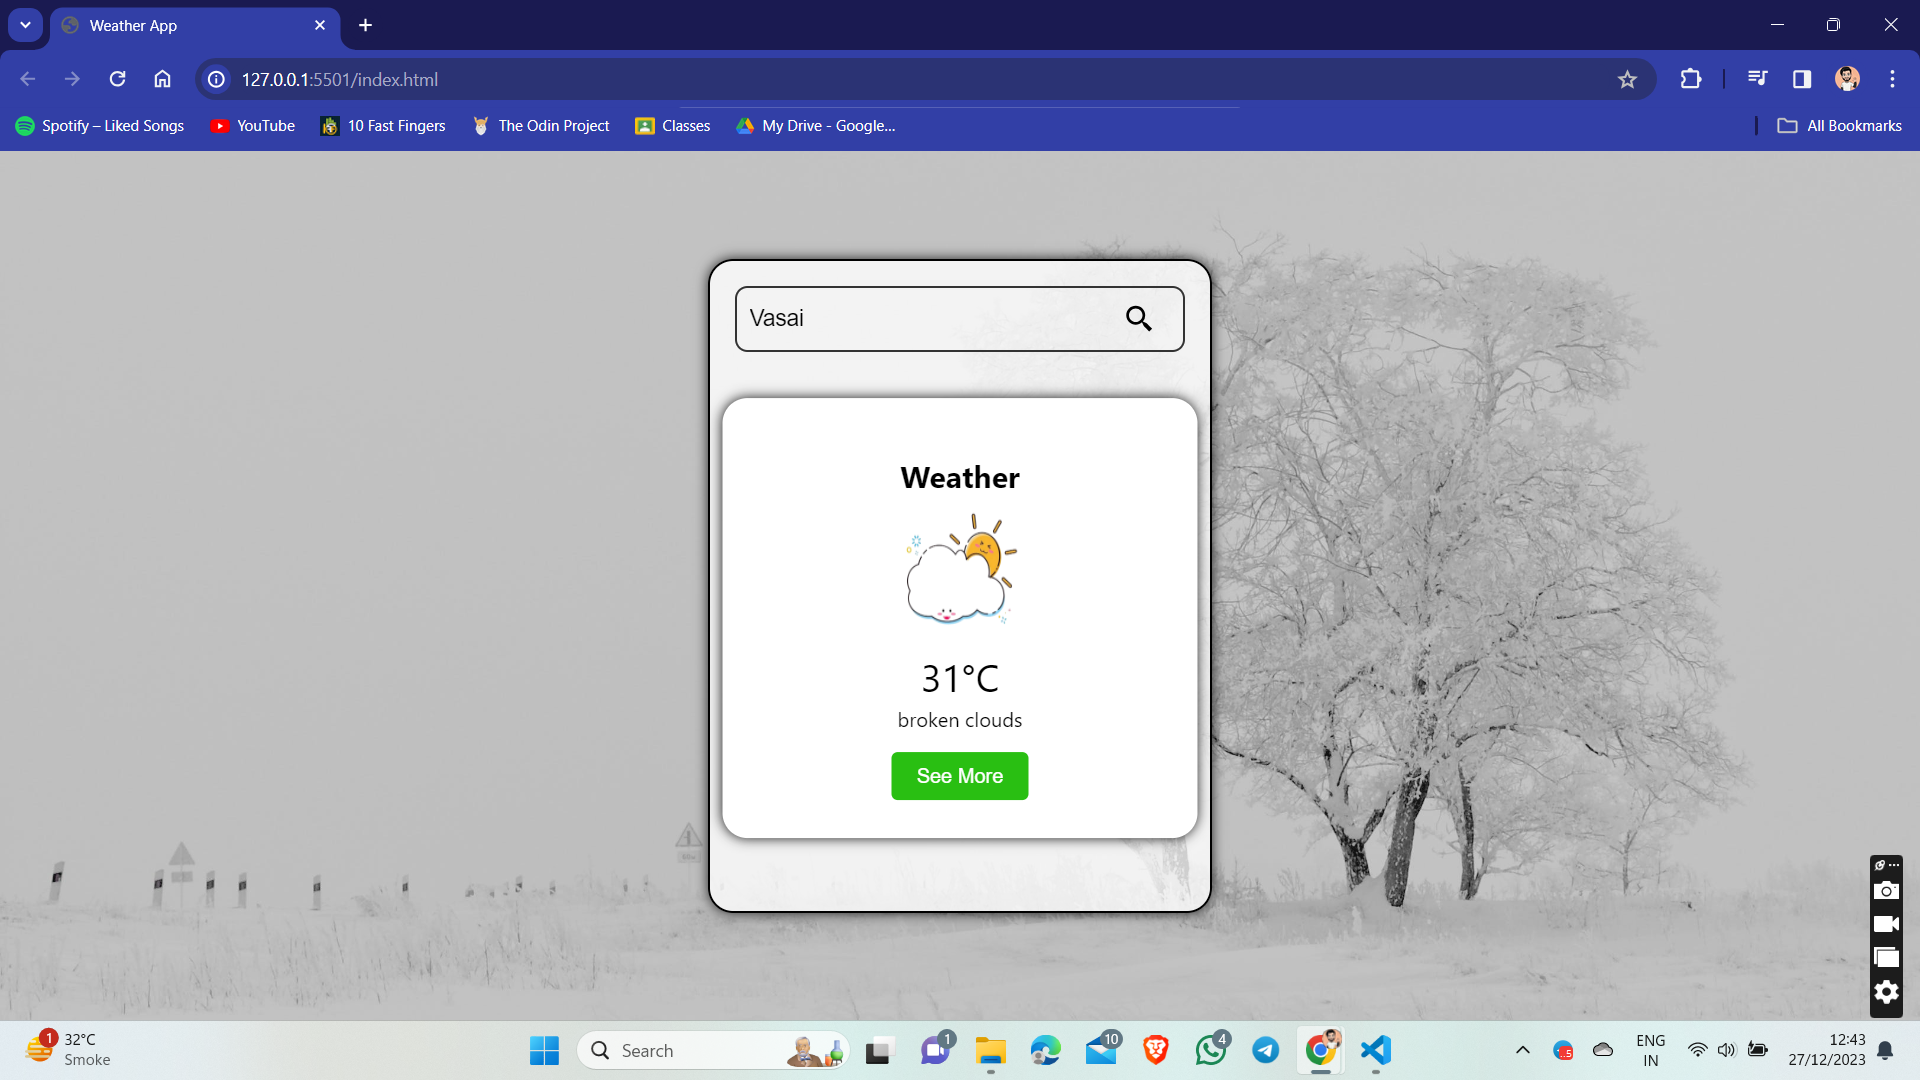 Weather App
127.0.0.1:5501/index.html
Spotify – Liked Songs
YouTube
10 Fast Fingers
The Odin Project
Classes
My Drive - Google...
All Bookmarks
Vasai
Weather
31°C
broken clouds
See More
1
32°C
Smoke
Search
1
10
4
.5
ENG
IN
12:43
27/12/2023